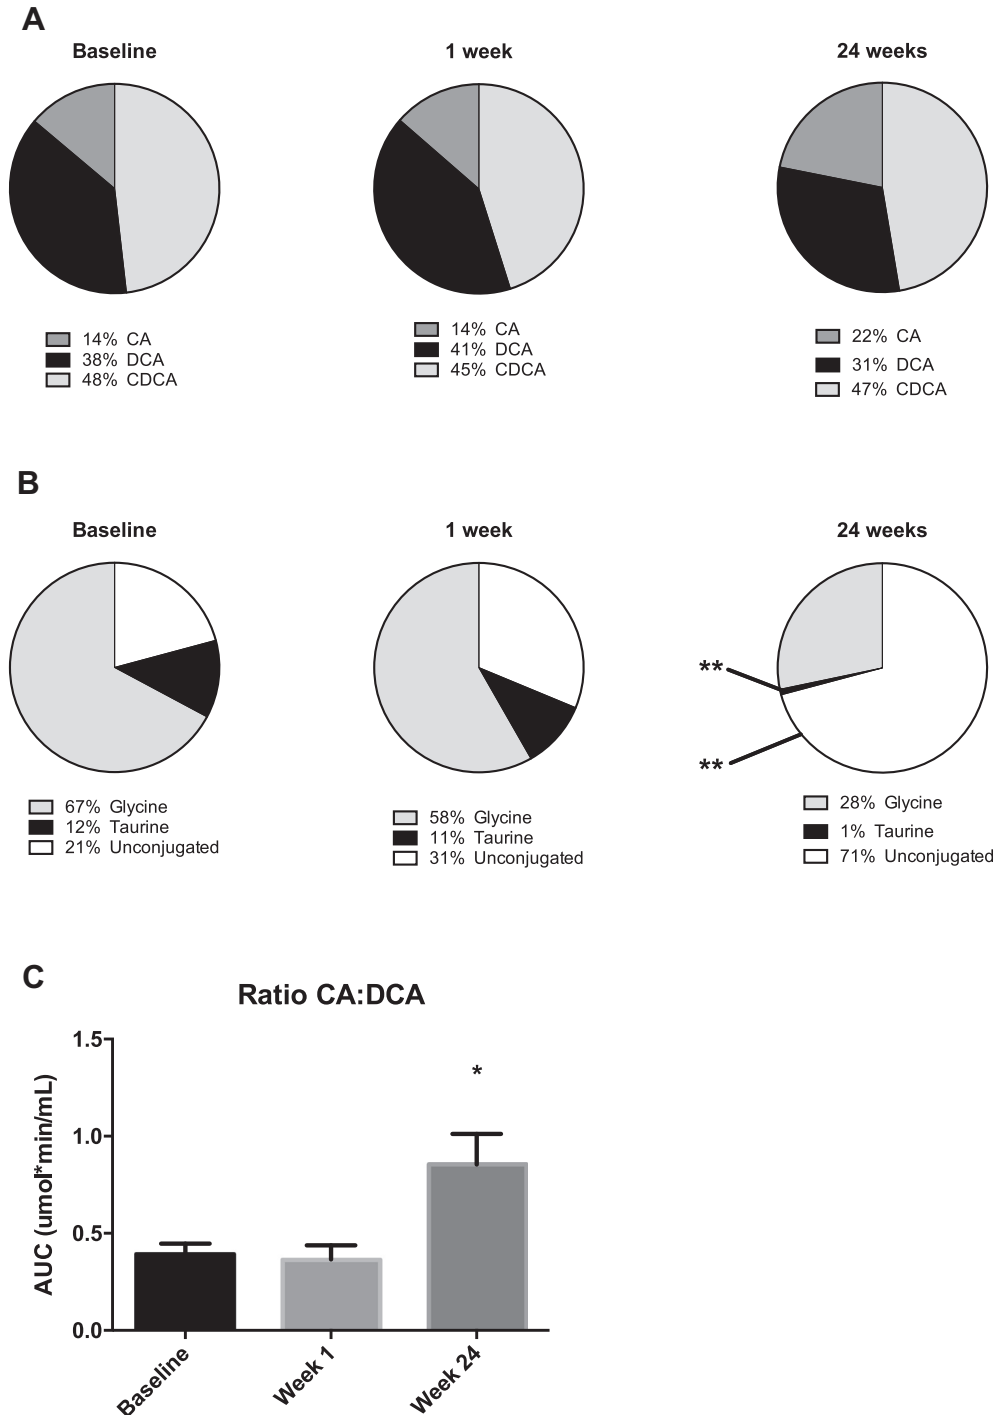 A
Baseline
1 week
24 weeks
14% CA
38% DCA
48% CDCA
14% CA
41% DCA
45% CDCA
22% CA
31% DCA
47% CDCA
B
Baseline
1 week
24 weeks
**
**
67% Glycine
12% Taurine
21% Unconjugated
58% Glycine
11% Taurine
31% Unconjugated
28% Glycine
1% Taurine
71% Unconjugated
C
Ratio CA:DCA
AUC (umol*min/mL)
1.5
1.0
0.5
0.0
*
Baseline
Week 1
Week 24